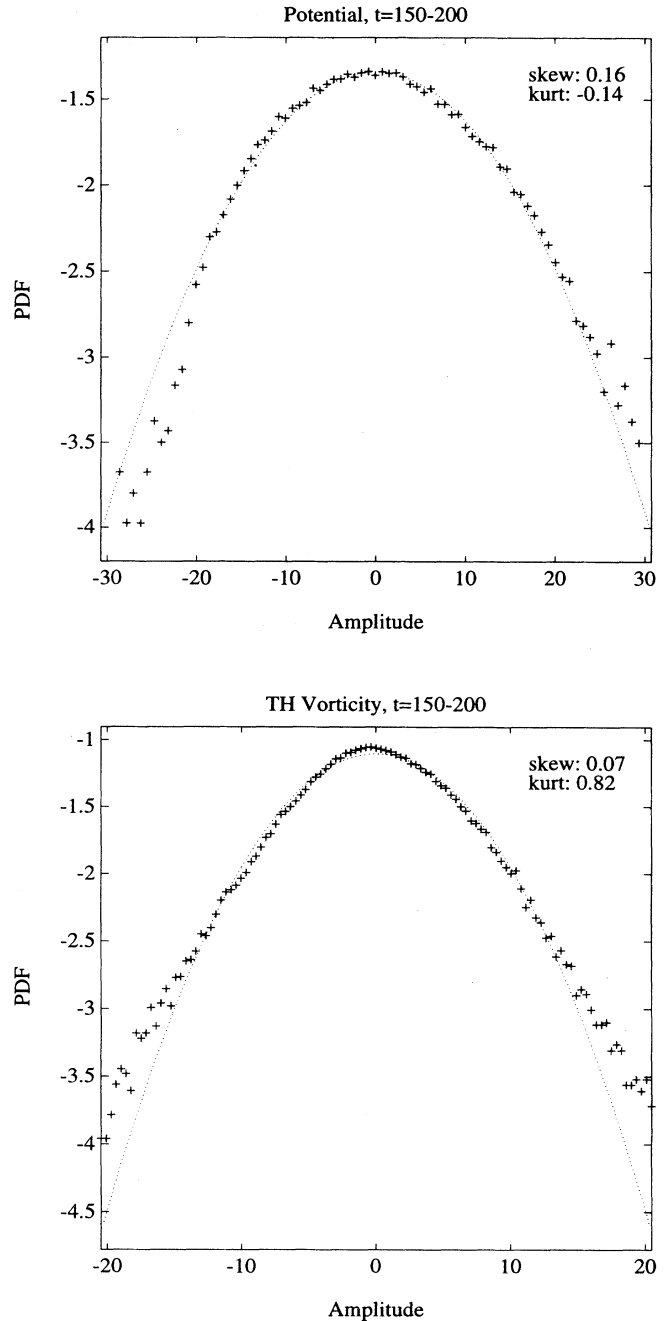 Potential, t=150-200
skew: 0.16
kurt: -0.14
-1.5
-2
-2.5
-3
-3.5
-4
PDF
-30
-20
-10
0
10
20
30
Amplitude
TH Vorticity, t=150-200
skew: 0.07
kurt: 0.82
-1
-1.5
-2
-2.5
-3
-3.5
-4
-4.5
PDF
-20
-10
0
10
20
Amplitude